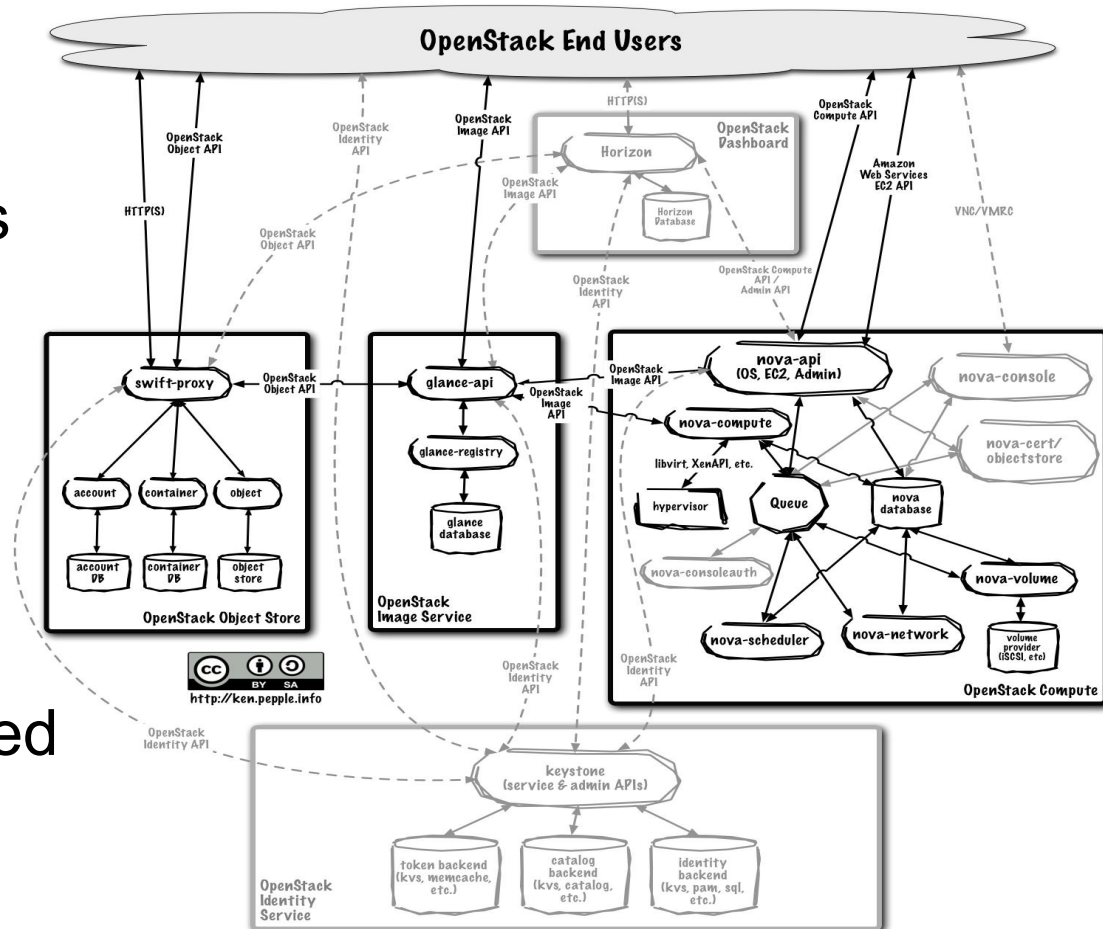 OpenStack End Users
HTTP(S)
OpenStack
Object API
OpenStack
Identity
API
OpenStack
Image API
HTTP(S)
OpenStack
Compute API
Amazon
Web Services
EC2 API
VNC/VMRC
OpenStack
Dashboard
Horizon
Horizon
Database
OpenStack
Image API
OpenStack
Object API
OpenStack
Identity
API
OpenStack Compute
API /
Admin API
s
swift-proxy
OpenStack
Object API
account
container
object
account
DB
container
DB
object
store
OpenStack Object Store
glance-api
glance-registry
glance
database
OpenStack
Image Service
OpenStack
Image API
OpenStack
Image
API
nova-api
(OS, EC2, Admin)
nova-console
nova-compute
nova-cert/
objectstore
libvirt, XenAPI, etc.
hypervisor
Queue
nova
database
nova-consoleauth
nova-volume
nova-scheduler
nova-network
volume
provider
(iSCSI, etc)
OpenStack Compute
cc
BY SA
http://ken.pepple.info
ed
OpenStack
Identity API
OpenStack
Identity
API
OpenStack
Identity
API
keystone
(service & admin APIs)
token backend
(kvs, memcache,
etc.)
catalog
backend
(kvs, catalog,
etc.)
identity
backend
(kvs, pam, sql,
etc.)
OpenStack
Identity
Service